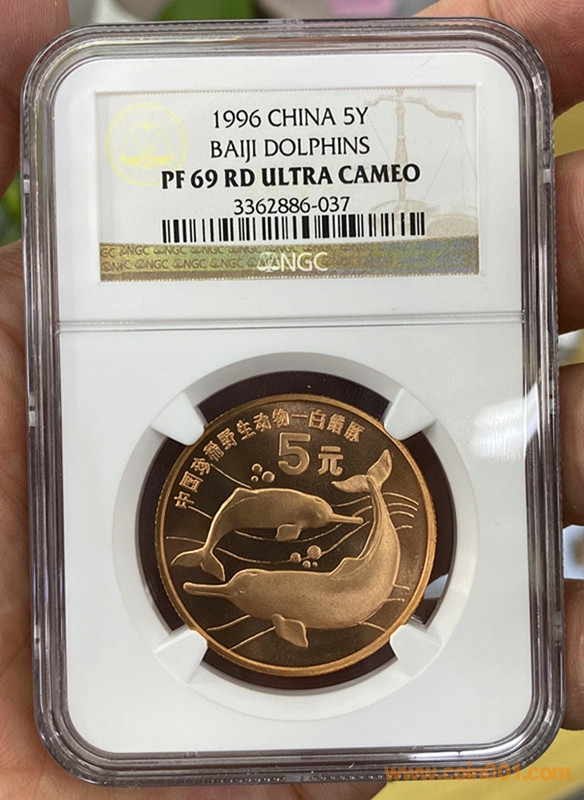 1996 CHINA 5Y
BAIJI DOLPHINS
PF 69 RD ULTRA CAMEO
3362886-037
NGC
中国珍稀野生动物—白鱀豚
5元
www.coin001.com